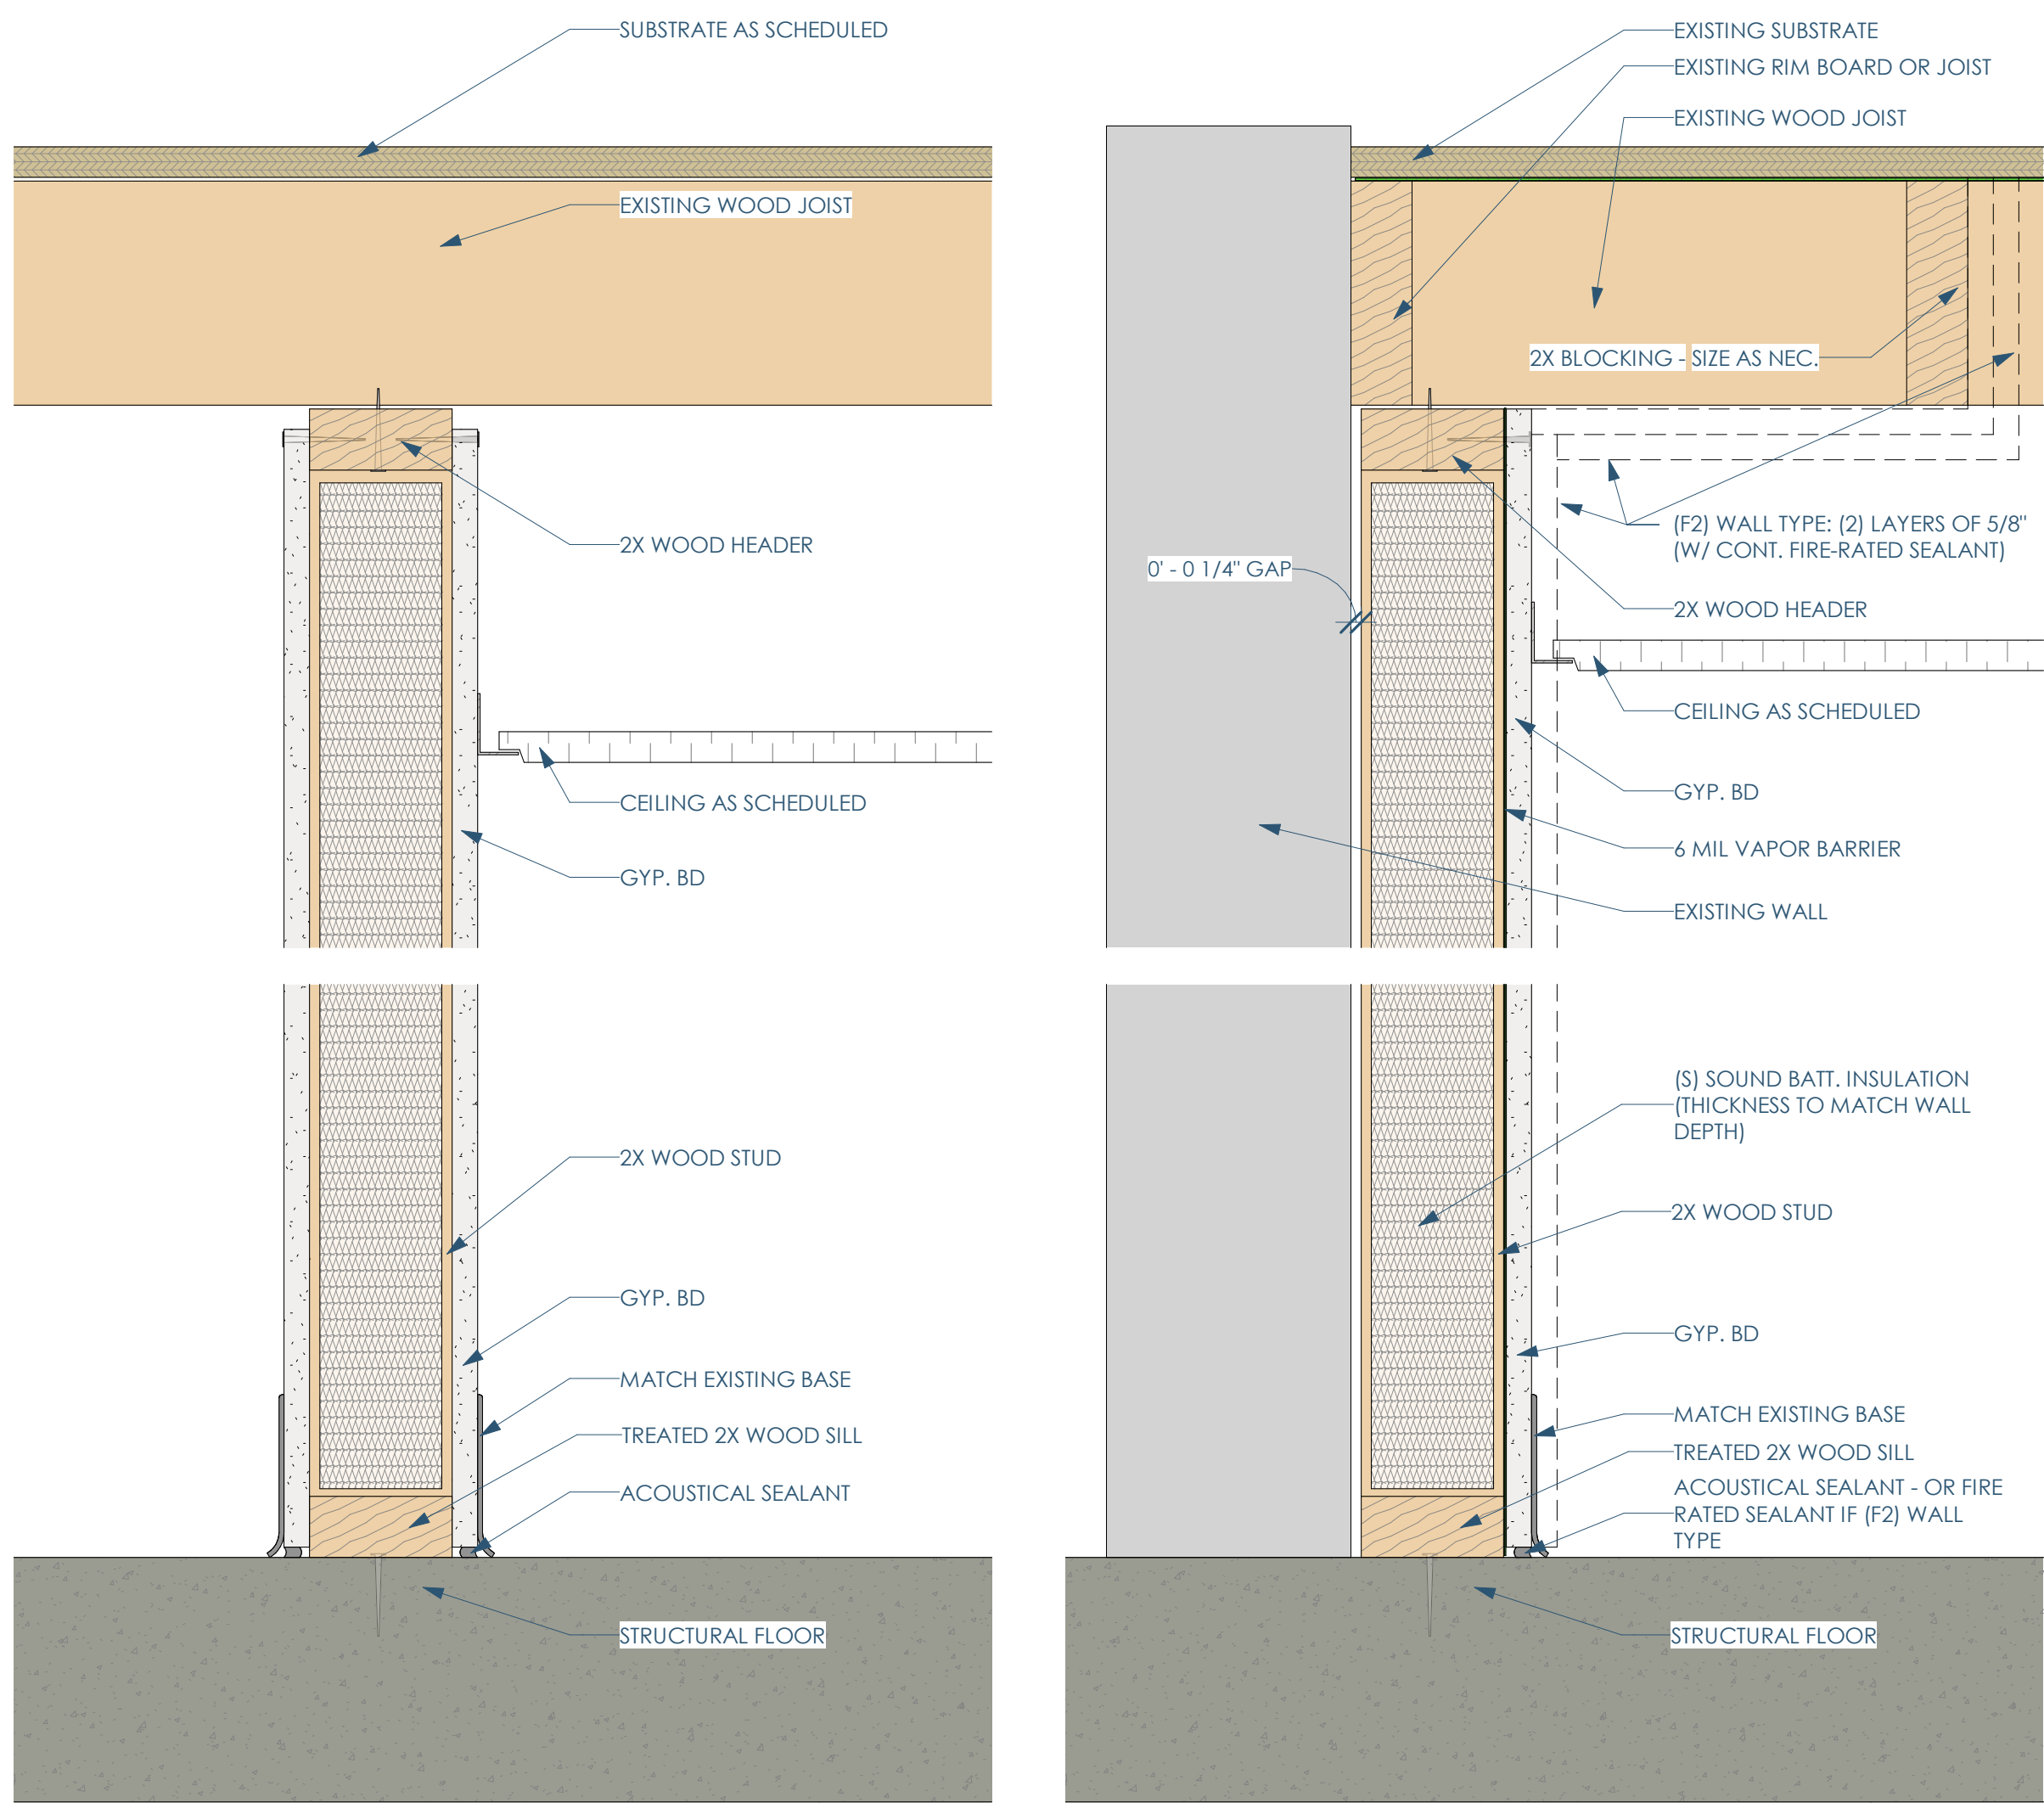 SUBSTRATE AS SCHEDULED
EXISTING WOOD JOIST
2X WOOD HEADER
CEILING AS SCHEDULED
GYP. BD
2X WOOD STUD
GYP. BD
MATCH EXISTING BASE
TREATED 2X WOOD SILL
ACOUSTICAL SEALANT
STRUCTURAL FLOOR
EXISTING SUBSTRATE
EXISTING RIM BOARD OR JOIST
EXISTING WOOD JOIST
2X BLOCKING - SIZE AS NEC.
(F2) WALL TYPE: (2) LAYERS OF 5/8"
(W/ CONT. FIRE-RATED SEALANT)
0' - 0 1/4" GAP
2X WOOD HEADER
CEILING AS SCHEDULED
GYP. BD
6 MIL VAPOR BARRIER
EXISTING WALL
(S) SOUND BATT. INSULATION
(THICKNESS TO MATCH WALL
DEPTH)
2X WOOD STUD
GYP. BD
MATCH EXISTING BASE
TREATED 2X WOOD SILL
ACOUSTICAL SEALANT - OR FIRE
RATED SEALANT IF (F2) WALL
TYPE
STRUCTURAL FLOOR